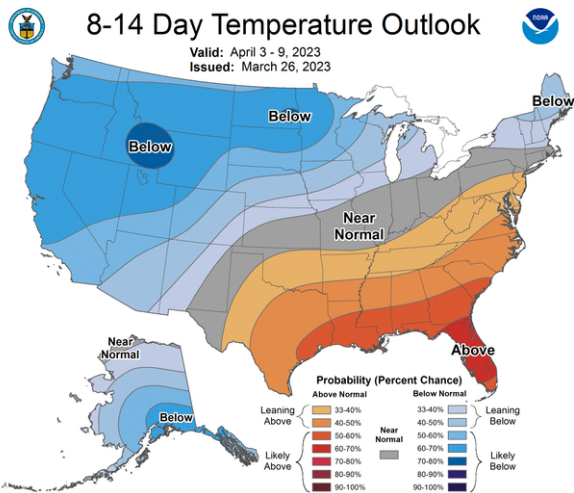 8-14 Day Temperature Outlook
Valid: April 3 - 9, 2023
Issued: March 26, 2023
NOAA
Below
Below
Below
Near
Normal
Near
Normal
Above
Below
Probability (Percent Chance)
Above Normal
Below Normal
Leaning
Above
33-40%
40-50%
Likely
Above
50-60%
60-70%
70-80%
80-90%
90-100%
Near
Normal
33-40%
40-50%
Leaning
Below
50-60%
60-70%
70-80%
80-90%
90-100%
Likely
Below